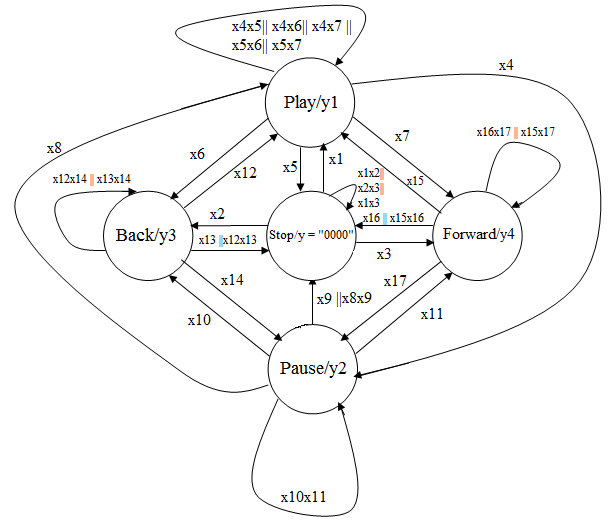 x4x5|| x4x6|| x4x7 ||
x5x6|| x5x7
x4
Play/y1
x8
x6
x7
x16x17 || x15x17
x12
x5
x1
x15
x12x14 || x13x14
x1x2||
x2x3||
x1x3
x2
x16 || x15x16
Back/y3
Stop/y = "0000"
Forward/y4
x13 || x12x13
x3
x14
x17
x9 ||x8x9
x10
x11
Pause/y2
x10x11